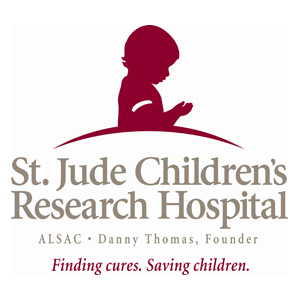 St. Jude Children's
Research Hospital
ALSAC • Danny Thomas, Founder
Finding cures. Saving children.